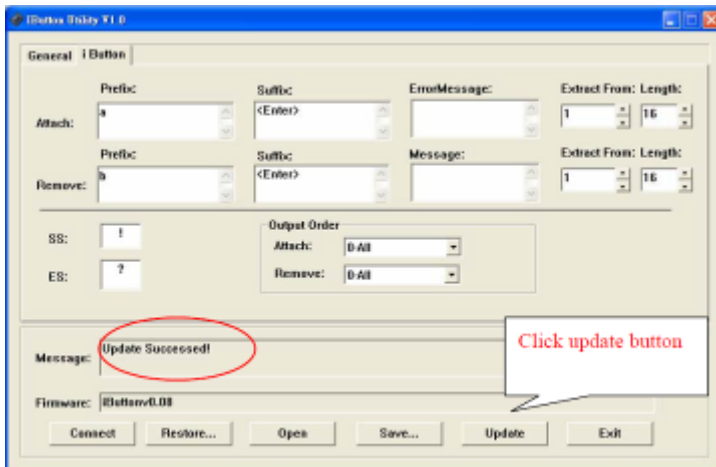 iButton Utility V1.0
General i Button
Prefix: Suffix: ErrorMessage: Extract From: Length:
Attach: a <Enter> 1 16
Prefix: Suffix: Message: Extract From: Length:
Remove: b <Enter> 1 16
SS: !
ES: ?
Output Order
Attach: 0-All
Remove: 0-All
Click update button
Message: Update Successed!
Firmware: iButtonv0.08
Connect Restore... Open Save... Update Exit